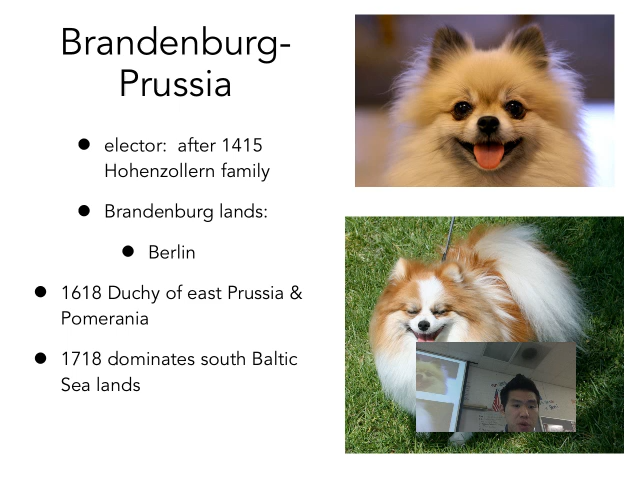 Brandenburg-
Prussia
elector:  after 1415
Hohenzollern family
Brandenburg lands:
Berlin
1618 Duchy of east Prussia &
Pomerania
1718 dominates south Baltic
Sea lands